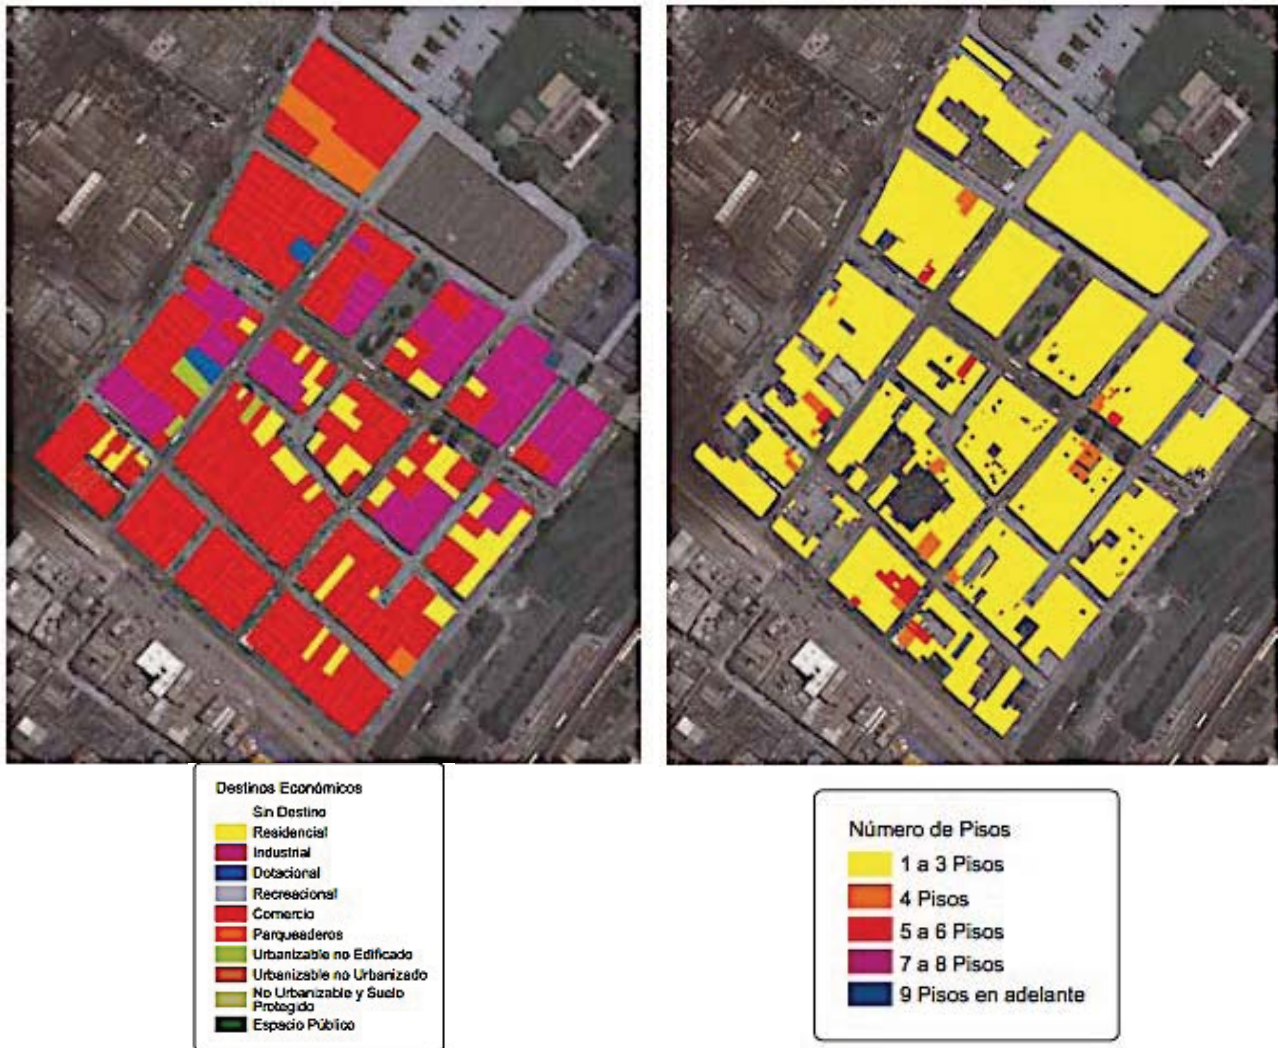 Destinos Económicos
Sin Destino
Residencial
Industrial
Dotacional
Recreacional
Comercio
Parqueaderos
Urbanizable no Edificado
Urbanizable no Urbanizado
No Urbanizable y Suelo
Protegido
Espacio Público
Número de Pisos
1 a 3 Pisos
4 Pisos
5 a 6 Pisos
7 a 8 Pisos
9 Pisos en adelante